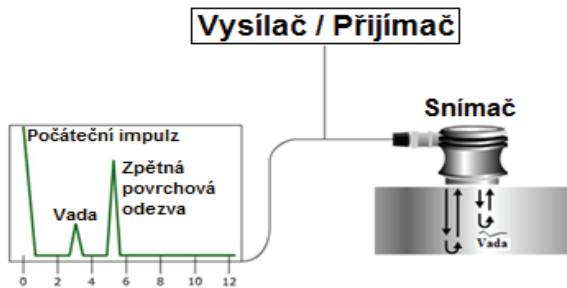 Vysílač / Přijímač
Snímač
Počáteční impulz
Zpětná
povrchová
odezva
Vada
Vada
0 2 4 6 8 10 12